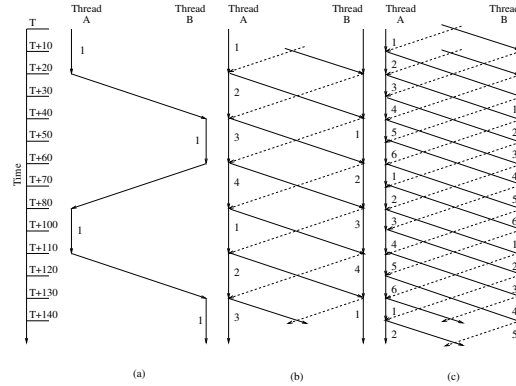 Thread A
Thread B
Thread A
Thread B
Thread A
Thread B
Time
T
T+10
T+20
T+30
T+40
T+50
T+60
T+70
T+80
T+100
T+110
T+120
T+130
T+140
1
1
1
1
(a)
1
2
3
4
1
2
3
1
2
3
4
1
(b)
1
2
3
4
5
6
1
2
3
4
5
6
1
2
1
2
3
4
5
6
1
2
3
4
5
(c)